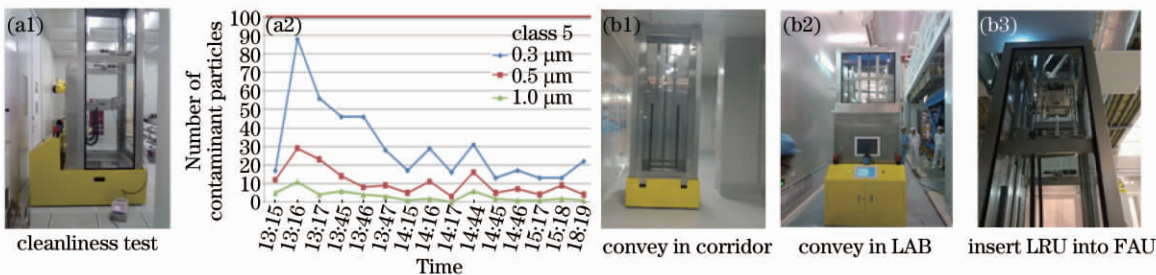 (a1)
cleanliness test
(a2)
Number of
contaminant particles
100
90
80
70
60
50
40
30
20
10
0
class 5
0.3 μm
0.5 μm
1.0 μm
13:15
13:16
13:17
13:45
13:46
13:47
14:15
14:16
14:17
14:44
14:45
14:46
15:17
15:18
18:19
Time
(b1)
convey in corridor
(b2)
convey in LAB
(b3)
insert LRU into FAU